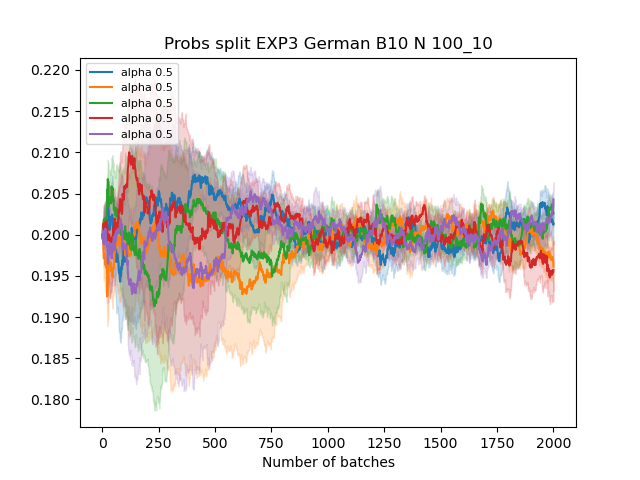 Probs split EXP3 German B10 N 100_10
0.220
0.215
0.210
0.205
0.200
0.195
0.190
0.185
0.180
alpha 0.5
alpha 0.5
alpha 0.5
alpha 0.5
alpha 0.5
0 250 500 750 1000 1250 1500 1750 2000
Number of batches